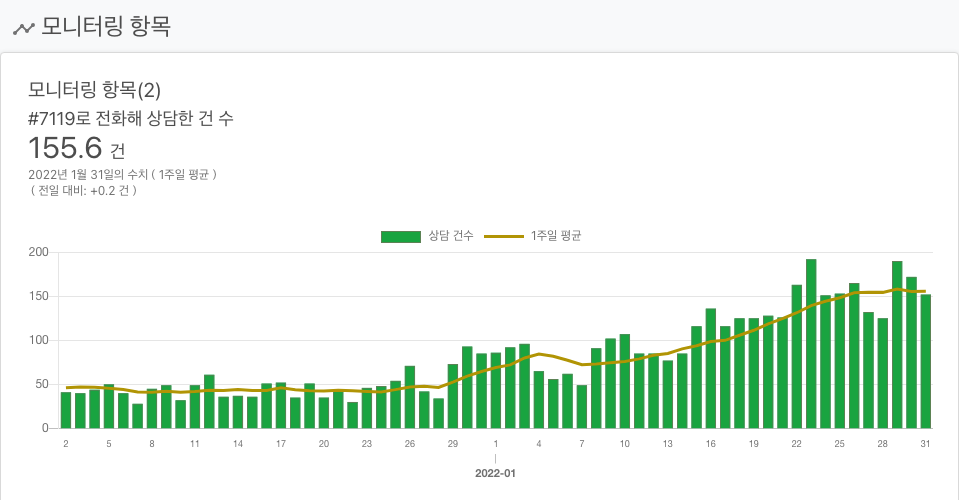 모니터링 항목
모니터링 항목(2)
#7119로 전화해 상담한 건 수
155.6 건
2022년 1월 31일의 수치 ( 1주일 평균 )
( 전일 대비: +0.2 건 )
상담 건수 1주일 평균
200
150
100
50
0
2 5 8 11 14 17 20 23 26 29 1 4 7 10 13 16 19 22 25 28 31
2022-01